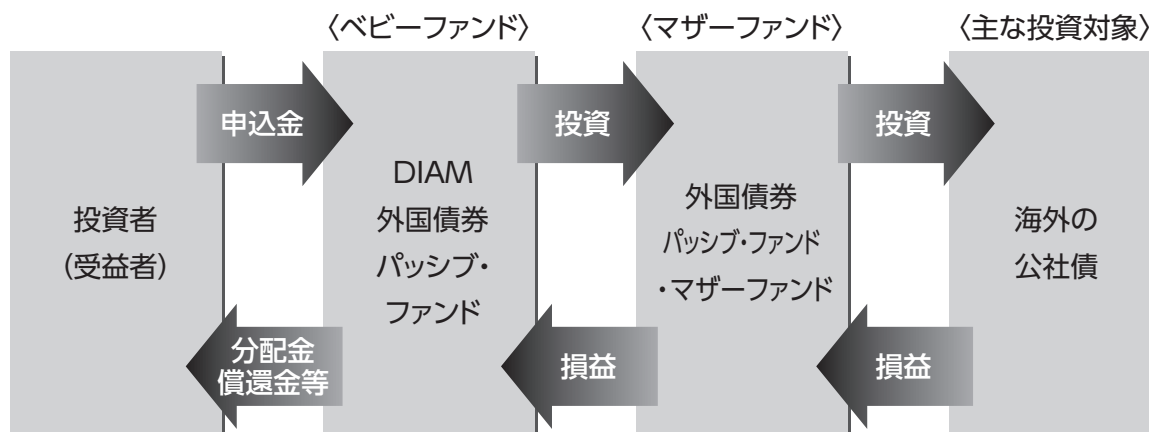 〈ベビーファンド〉
〈マザーファンド〉
〈主な投資対象〉
申込金
投資
投資
投資者
(受益者)
DIAM
外国債券
パッシブ・
ファンド
外国債券
パッシブ・ファンド
・マザーファンド
海外の
公社債
分配金
償還金等
損益
損益